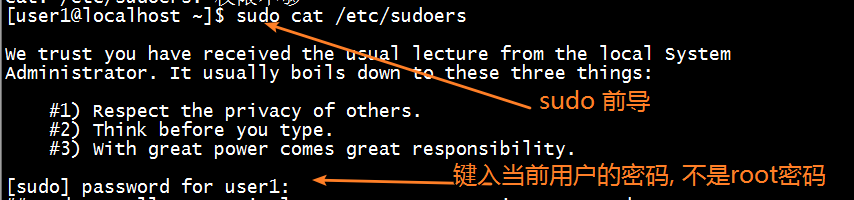 [user1@localhost ~]$ sudo cat /etc/sudoers
We trust you have received the usual lecture from the local System
Administrator. It usually boils down to these three things:
#1) Respect the privacy of others.
sudo 前导
#2) Think before you type.
#3) With great power comes great responsibility.
[sudo] password for user1:
键入当前用户的密码, 不是root密码